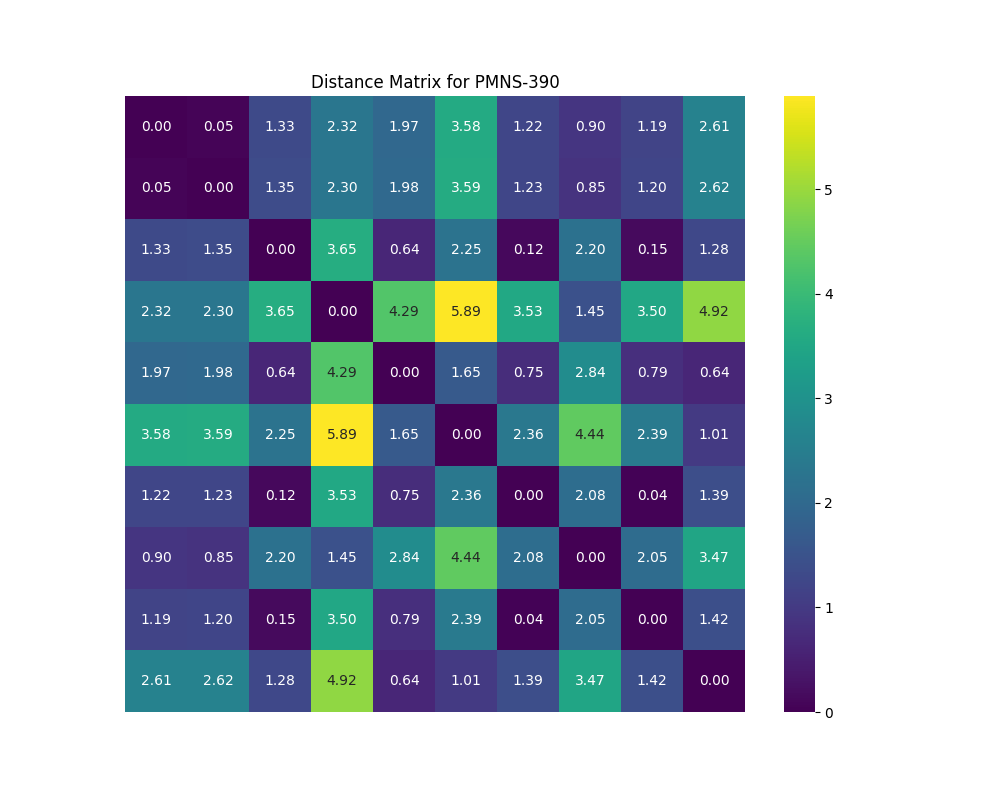 Distance Matrix for PMNS-390
0.00 0.05 1.33 2.32 1.97 3.58 1.22 0.90 1.19 2.61
0.05 0.00 1.35 2.30 1.98 3.59 1.23 0.85 1.20 2.62
1.33 1.35 0.00 3.65 0.64 2.25 0.12 2.20 0.15 1.28
2.32 2.30 3.65 0.00 4.29 5.89 3.53 1.45 3.50 4.92
1.97 1.98 0.64 4.29 0.00 1.65 0.75 2.84 0.79 0.64
3.58 3.59 2.25 5.89 1.65 0.00 2.36 4.44 2.39 1.01
1.22 1.23 0.12 3.53 0.75 2.36 0.00 2.08 0.04 1.39
0.90 0.85 2.20 1.45 2.84 4.44 2.08 0.00 2.05 3.47
1.19 1.20 0.15 3.50 0.79 2.39 0.04 2.05 0.00 1.42
2.61 2.62 1.28 4.92 0.64 1.01 1.39 3.47 1.42 0.00
5
4
3
2
1
0